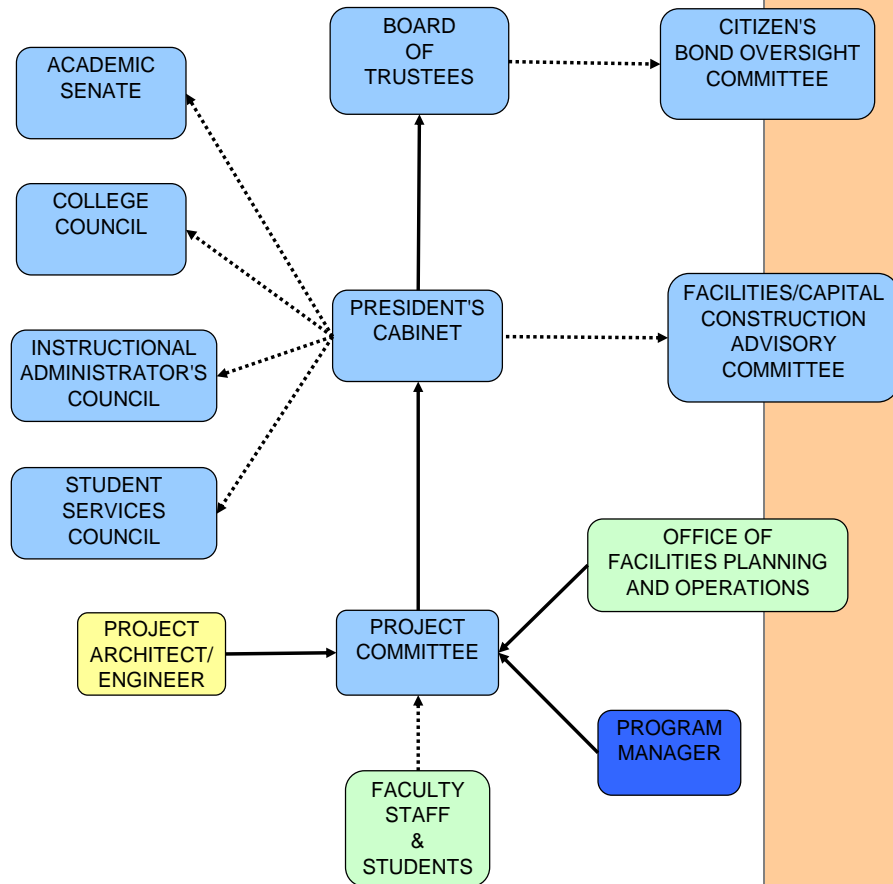 BOARD
OF
TRUSTEES
CITIZEN'S
BOND OVERSIGHT
COMMITTEE
ACADEMIC
SENATE
COLLEGE
COUNCIL
PRESIDENT'S
CABINET
FACILITIES/CAPITAL
CONSTRUCTION
ADVISORY
COMMITTEE
INSTRUCTIONAL
ADMINISTRATOR'S
COUNCIL
STUDENT
SERVICES
COUNCIL
OFFICE OF
FACILITIES PLANNING
AND OPERATIONS
PROJECT
ARCHITECT/
ENGINEER
PROJECT
COMMITTEE
PROGRAM
MANAGER
FACULTY
STAFF
&
STUDENTS